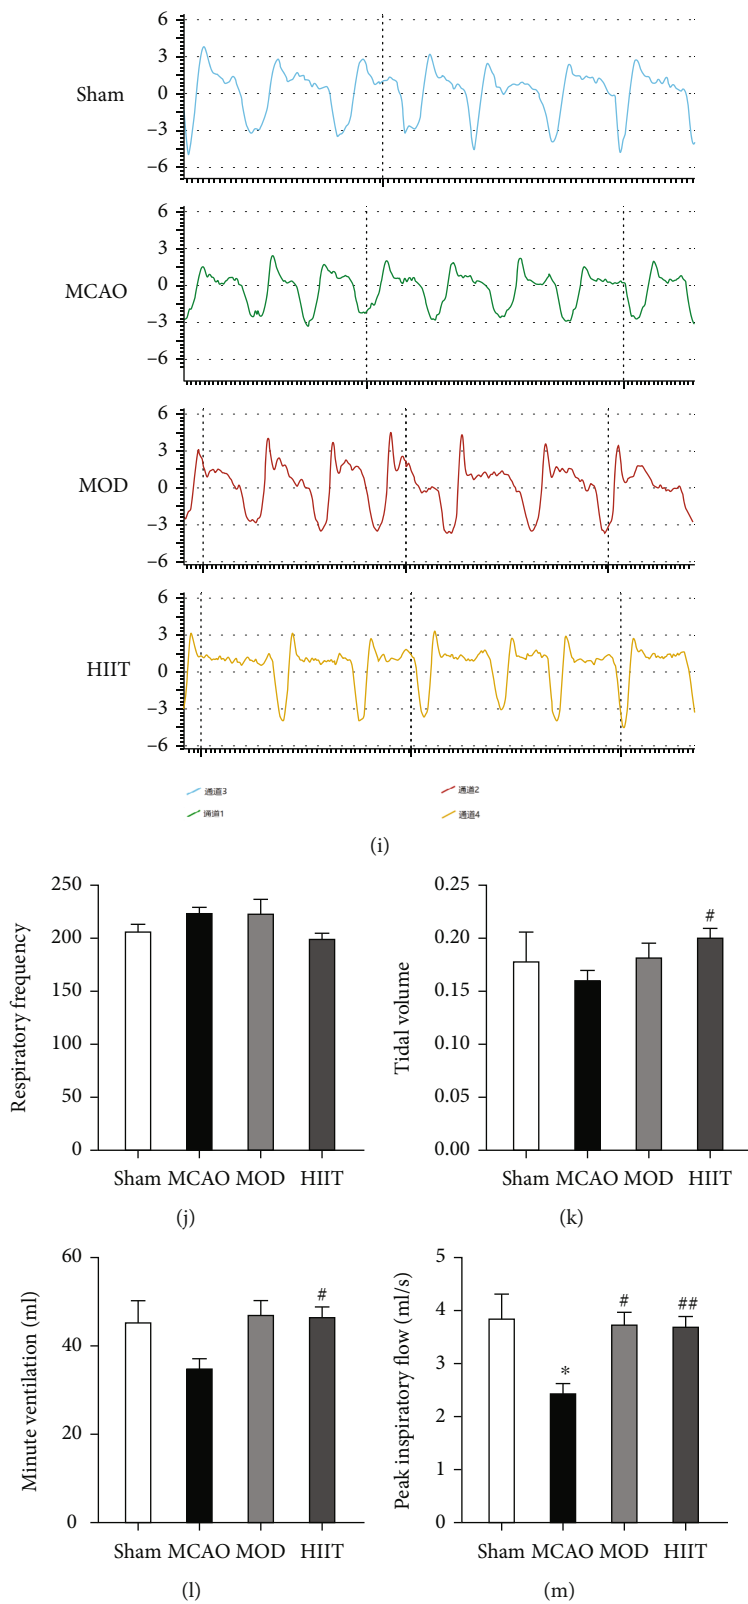 6
3
Sham
0
−3
−6
6
3
MCAO
0
−3
−6
6
3
MOD
0
−3
−6
6
3
HIIT
0
−3
−6
通道3
通道2
通道1
通道4
(i)
250
200
150
100
50
0
Respiratory frequency
Sham MCAO MOD HIIT
(j)
0.25
0.20
0.15
0.10
0.05
0.00
Tidal volume
#
Sham MCAO MOD HIIT
(k)
60
40
20
0
Minute ventilation (ml)
#
Sham MCAO MOD HIIT
(l)
5
4
3
2
1
0
Peak inspiratory flow (ml/s)
*
#
##
Sham MCAO MOD HIIT
(m)